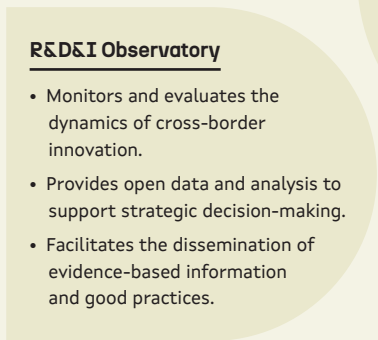 R&D&I Observatory
• Monitors and evaluates the
dynamics of cross-border
innovation.
• Provides open data and analysis to
support strategic decision-making.
• Facilitates the dissemination of
evidence-based information
and good practices.